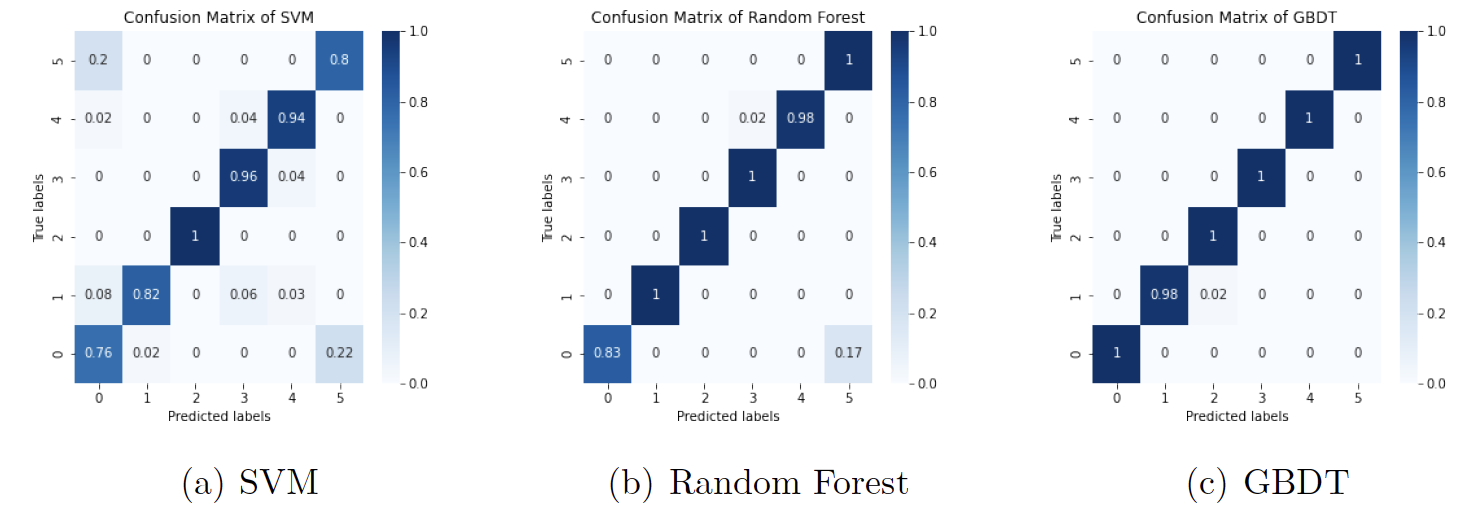 Confusion Matrix of SVM
1.0
5 0.2 0 0 0 0 0.8
0.8
4 0.02 0 0 0.04 0.94 0
0.6
3 0 0 0 0.96 0.04 0
True labels
0.4
2 0 0 1 0 0 0
1 0.08 0.82 0 0.06 0.03 0
0.2
0 0.76 0.02 0 0 0 0.22
0.0
0 1 2 3 4 5
Predicted labels
(a) SVM
Confusion Matrix of Random Forest
1.0
5 0 0 0 0 0 1
0.8
4 0 0 0 0.02 0.98 0
0.6
3 0 0 0 1 0 0
True labels
0.4
2 0 0 1 0 0 0
1 0 1 0 0 0 0
0.2
0 0.83 0 0 0 0 0.17
0.0
0 1 2 3 4 5
Predicted labels
(b) Random Forest
Confusion Matrix of GBDT
1.0
5 0 0 0 0 0 1
0.8
4 0 0 0 0 1 0
0.6
3 0 0 0 1 0 0
True labels
0.4
2 0 0 1 0 0 0
1 0 0.98 0.02 0 0 0
0.2
0 1 0 0 0 0 0
0.0
0 1 2 3 4 5
Predicted labels
(c) GBDT